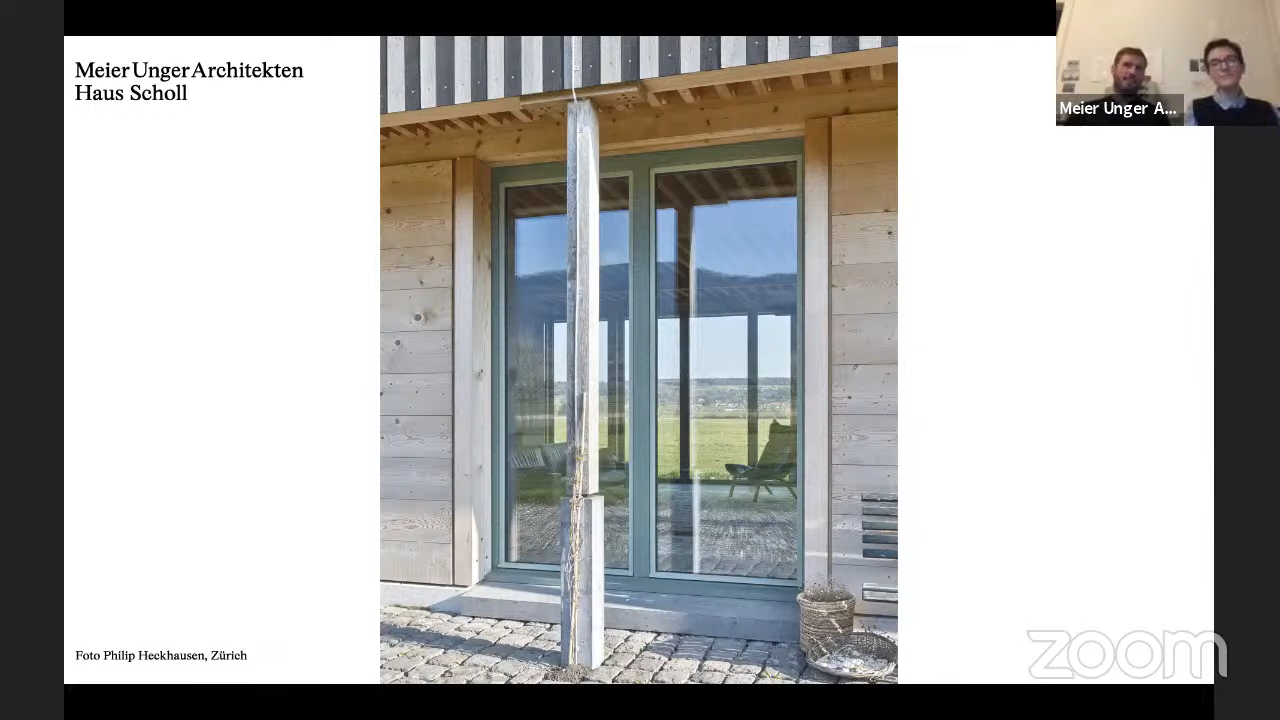 Meier Unger Architekten
Haus Scholl
Meier Unger A...
Foto Philip Heckhausen, Zürich
zoom